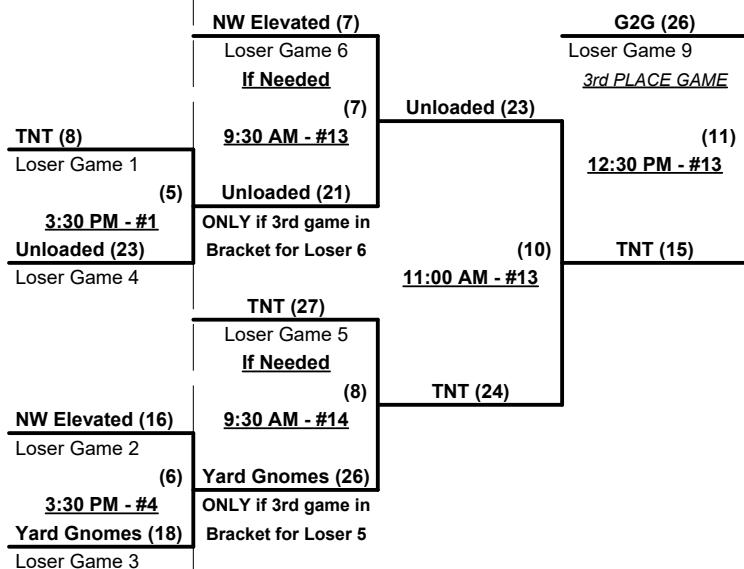 NW Elevated (7)
Loser Game 6
If Needed
(7)
9:30 AM - #13
TNT (8)
Loser Game 1
(5)
3:30 PM - #1
Unloaded (23)
Loser Game 4
Unloaded (21)
ONLY if 3rd game in
Bracket for Loser 6
TNT (27)
Loser Game 5
If Needed
(8)
9:30 AM - #14
NW Elevated (16)
Loser Game 2
(6)
3:30 PM - #4
Yard Gnomes (18)
Loser Game 3
Yard Gnomes (26)
ONLY if 3rd game in
Bracket for Loser 5
Unloaded (23)
(10)
11:00 AM - #13
TNT (24)
G2G (26)
Loser Game 9
3rd PLACE GAME
(11)
12:30 PM - #13
TNT (15)